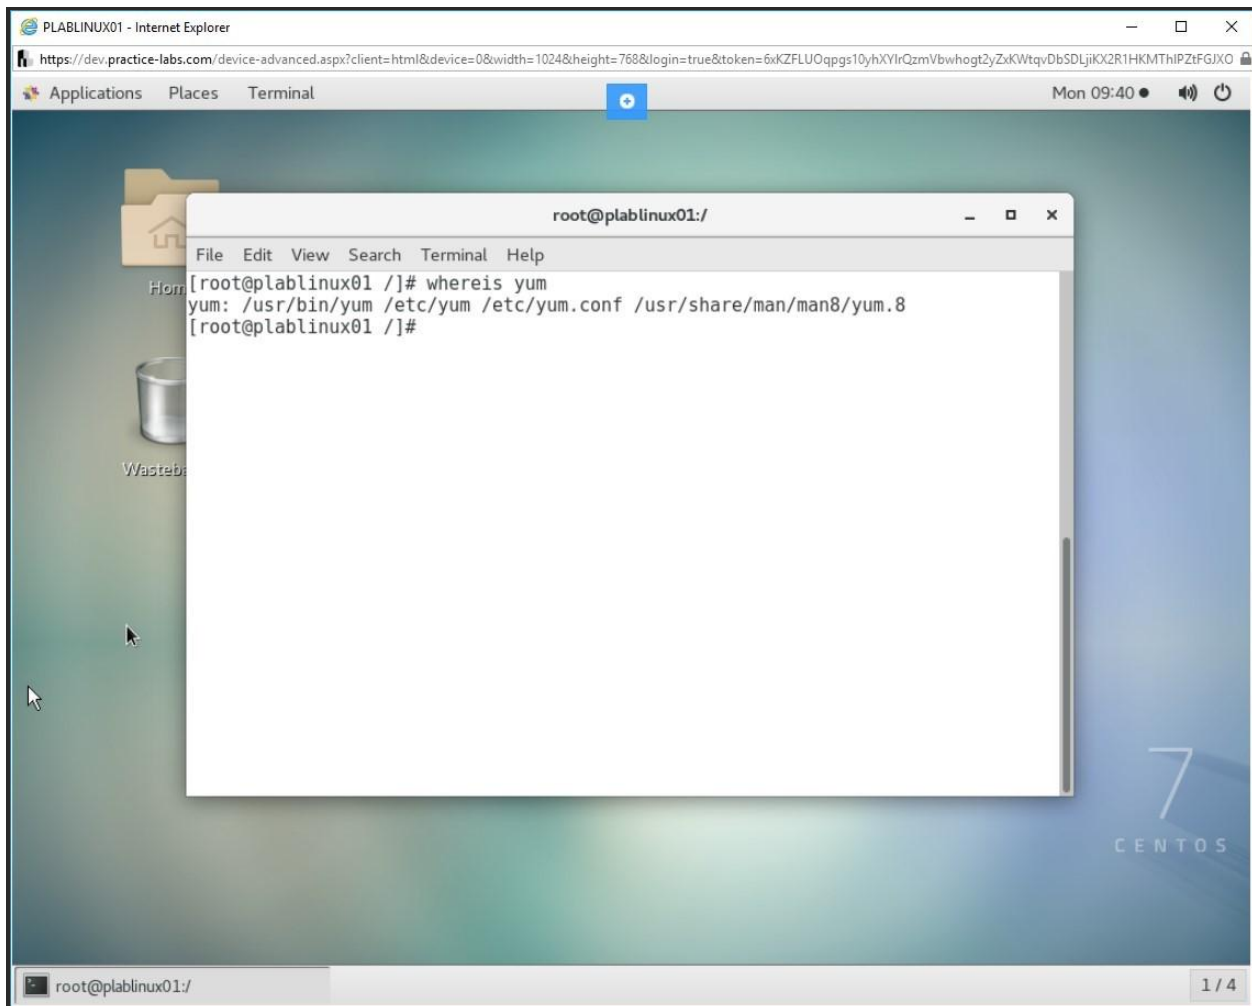 PLABLINUX01 - Internet Explorer
https://dev.practice-labs.com/device-advanced.aspx?client=html&device=0&width=1024&height=768&login=true&token=6xKZFLUOqpgs10yhXYIrQzmVbwhogt2yZxKWtqvDbSDLjiKX2R1HKMThIPZtFGJXO
Applications Places Terminal Mon 09:40
root@plablinux01:/
File Edit View Search Terminal Help
[root@plablinux01 /]# whereis yum
yum: /usr/bin/yum /etc/yum /etc/yum.conf /usr/share/man/man8/yum.8
[root@plablinux01 /]#
Hom
Wasteb
7
CENTOS
root@plablinux01:/ 1 / 4